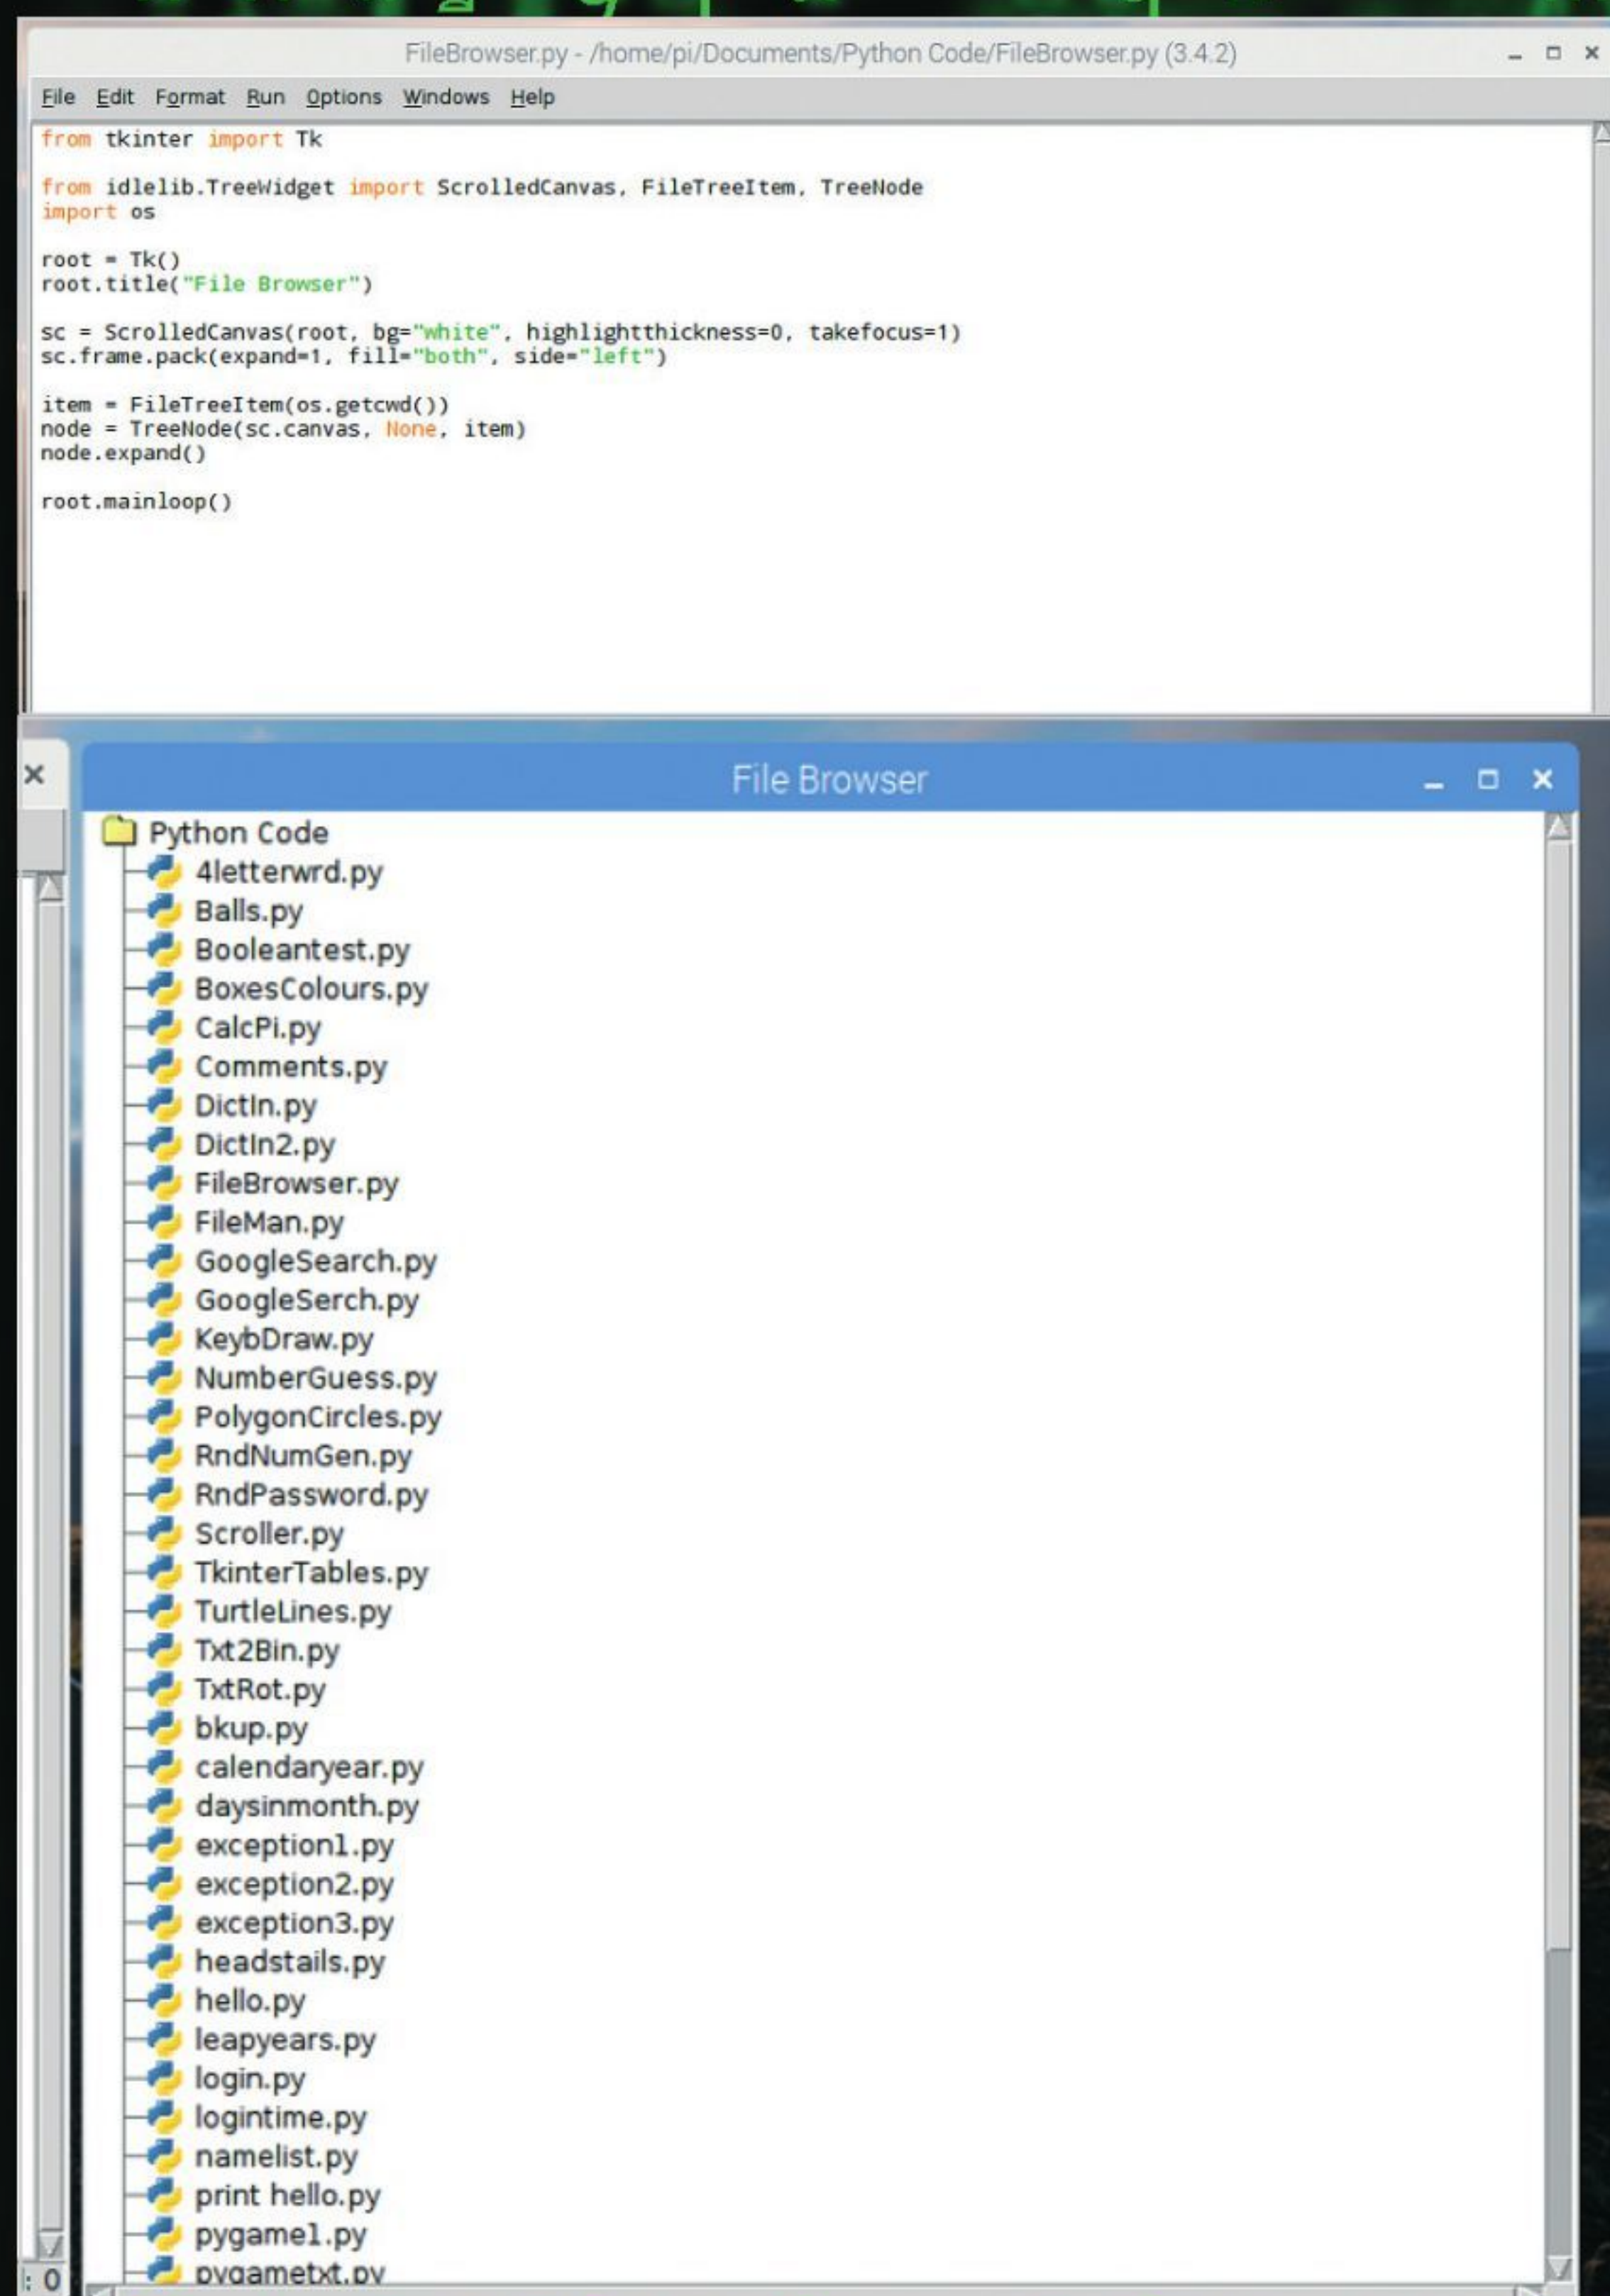 FileBrowser.py - /home/pi/Documents/Python Code/FileBrowser.py (3.4.2)
File Edit Format Run Options Windows Help
from tkinter import Tk
from idlelib.TreeWidget import ScrolledCanvas, FileTreeItem, TreeNode
import os
root = Tk()
root.title("File Browser")
sc = ScrolledCanvas(root, bg="white", highlightthickness=0, takefocus=1)
sc.frame.pack(expand=1, fill="both", side="left")
item = FileTreeItem(os.getcwd())
node = TreeNode(sc.canvas, None, item)
node.expand()
root.mainloop()
File Browser
Python Code
4letterwrd.py
Balls.py
Booleantest.py
BoxesColours.py
CalcPi.py
Comments.py
DictIn.py
DictIn2.py
FileBrowser.py
FileMan.py
GoogleSearch.py
GoogleSerch.py
KeybDraw.py
NumberGuess.py
PolygonCircles.py
RndNumGen.py
RndPassword.py
Scroller.py
TkinterTables.py
TurtleLines.py
Txt2Bin.py
TxtRot.py
bkup.py
calendaryear.py
daysinmonth.py
exception1.py
exception2.py
exception3.py
headstails.py
hello.py
leapyears.py
login.py
logintime.py
namelist.py
print hello.py
pygame1.py
pygametxt.py
: 0